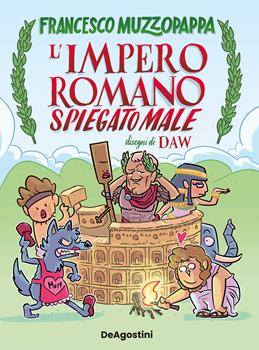 FRANCESCO MUZZOPAPPA
L'IMPERO
ROMANO
SPIEGATO MALE
disegni di DAW
DeAgostini